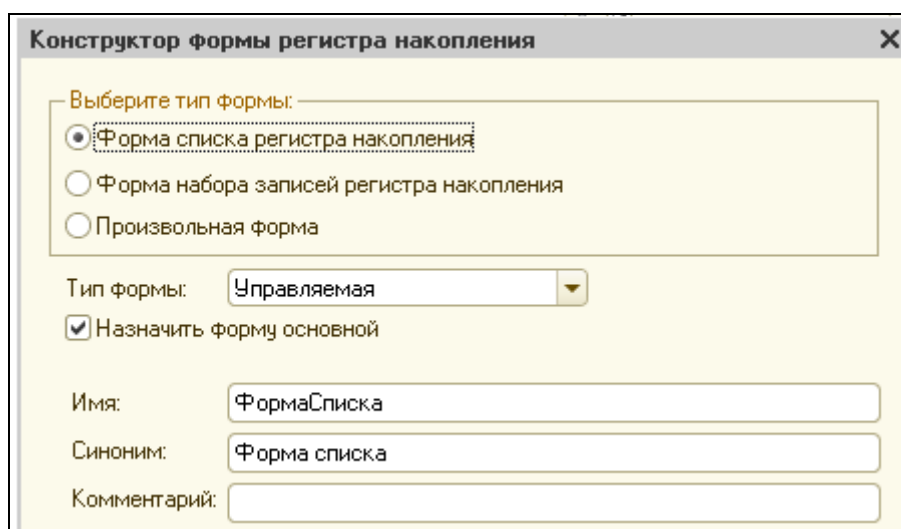 Конструктор формы регистра накопления
Выберите тип формы:
Форма списка регистра накопления
Форма набора записей регистра накопления
Произвольная форма
Тип формы: Управляемая
Назначить форму основной
Имя: ФормаСписка
Синоним: Форма списка
Комментарий: